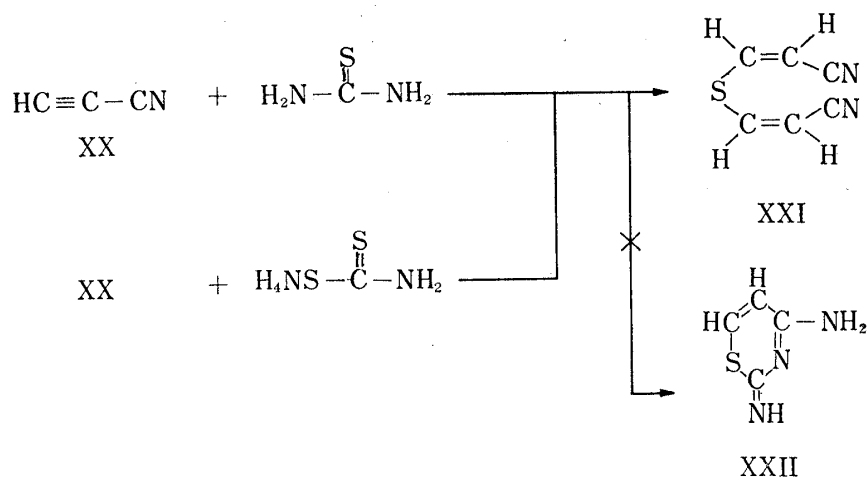 HC≡C—CN + H₂N—C—NH₂
S
XX
H H
C=C
S CN
CN
C=C
H H
XXI
XX + H₄NS—C—NH₂
S
H
HC C C—NH₂
S N
C
NH
XXII